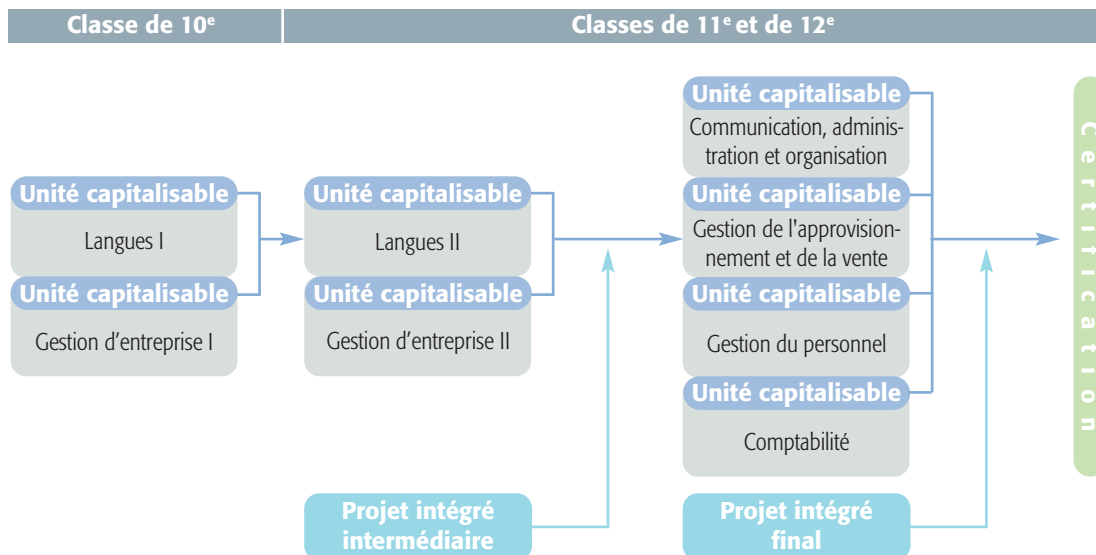 Classe de 10e
Classes de 11e et de 12e
Unité capitalisable
Langues I
Unité capitalisable
Gestion d’entreprise I
Unité capitalisable
Langues II
Unité capitalisable
Gestion d’entreprise II
Projet intégré
intermédiaire
Unité capitalisable
Communication, adminis-
tration et organisation
Unité capitalisable
Gestion de l'approvision-
nement et de la vente
Unité capitalisable
Gestion du personnel
Unité capitalisable
Comptabilité
Projet intégré
final
Certification